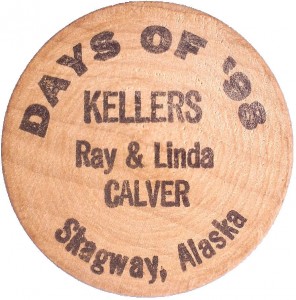 DAYS OF '98
KELLERS
Ray & Linda
CALVER
Skagway, Alaska